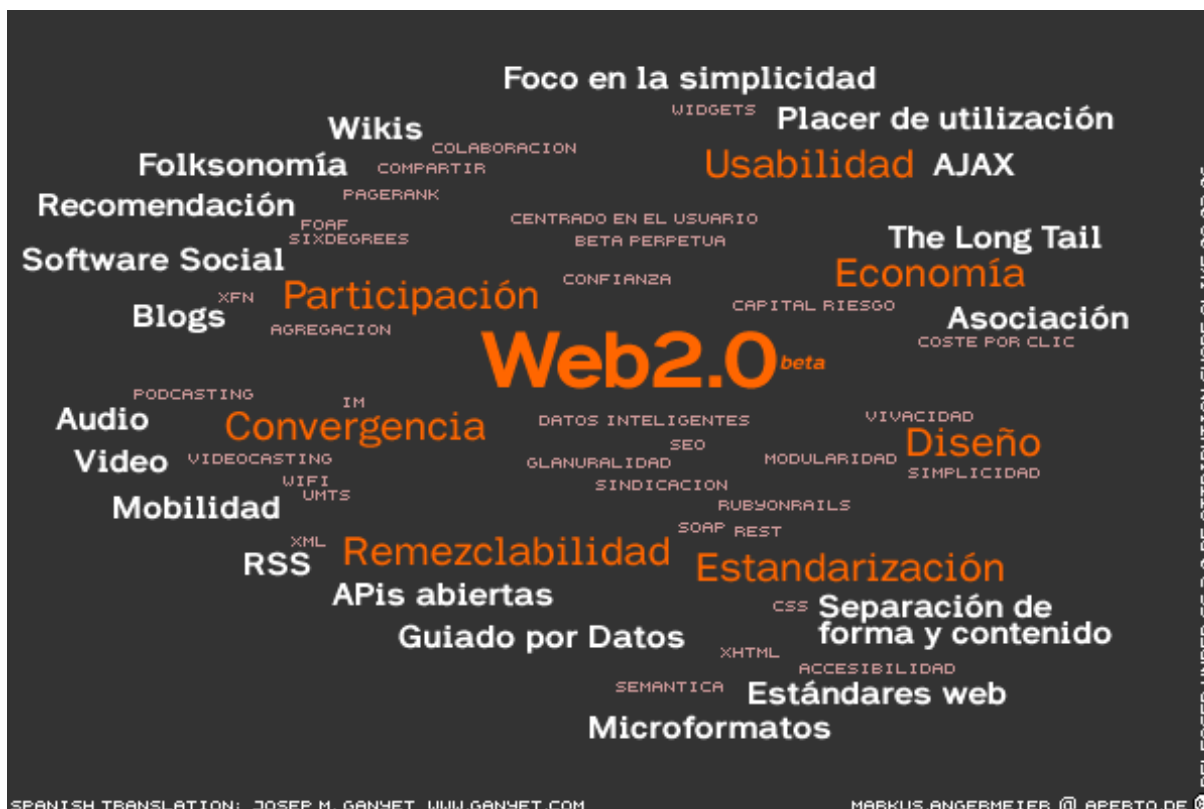 Foco en la simplicidad
WIDGETS
Placer de utilización
Wikis
COLABORACION
Folksonomía
COMPARTIR
Usabilidad
AJAX
Recomendación
PAGERANK
CENTRADO EN EL USUARIO
FOAF
SIXDEGREES
BETA PERPETUA
The Long Tail
Software Social
CONFIANZA
Economía
XFN
Participación
CAPITAL RIESGO
Blogs
AGREGACION
Asociación
COSTE POR CLIC
Web2.0 beta
PODCASTING
IM
Audio
Convergencia
DATOS INTELIGENTES
VIVACIDAD
SEO
Diseño
Video
VIDEOCASTING
GLANURALIDAD
MODULARIDAD
SIMPLICIDAD
WIFI
UMTS
SINDICACION
Mobilidad
RUBYONRAILS
SOAP
REST
XML
Remezclabilidad
RSS
Estandarización
APis abiertas
CSS
Separación de
forma y contenido
Guiado por Datos
XHTML
ACCESIBILIDAD
SEMANTICA
Estándares web
Microformatos
SPANISH TRANSLATION: JOSEP M. GANYET WWW.GANYET.COM
MARKUS ANGERMEIER @ APERTO.DE